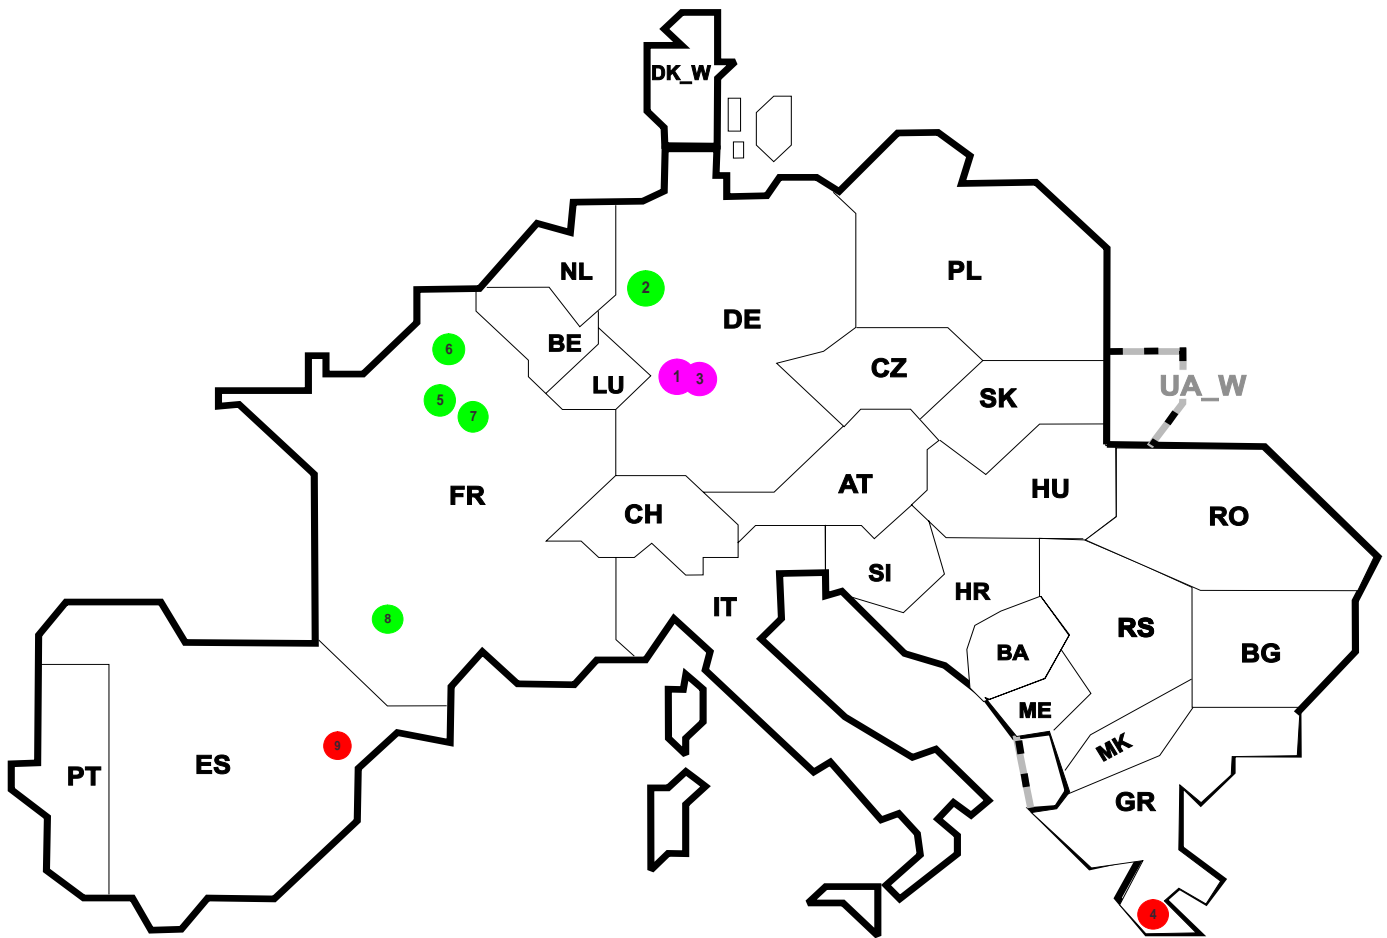 DK_W
NL
PL
2
DE
6
BE
CZ
1
3
LU
UA_W
5
SK
7
AT
HU
FR
CH
RO
SI
HR
IT
8
RS
BA
BG
ME
9
MK
ES
PT
GR
4